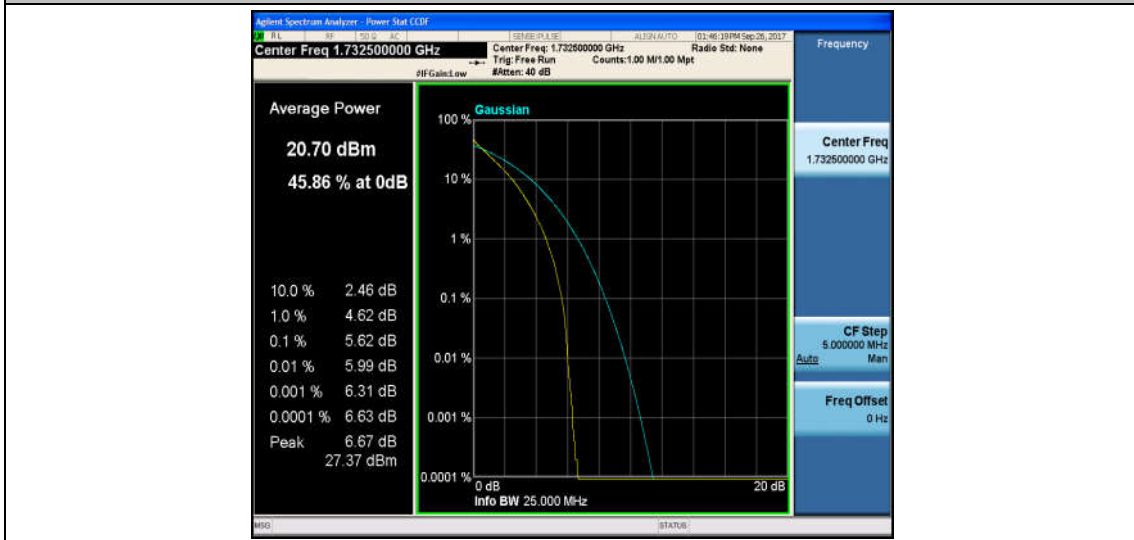 Agilent Spectrum Analyzer - Power Stat CCDF
RL RF 50 Ω AC SENSE:PULSE ALIGN AUTO 01:46:19 PM Sep 26, 2017
Center Freq 1.732500000 GHz
Center Freq: 1.732500000 GHz Radio Std: None
Trig: Free Run Counts:1.00 M/1.00 Mpt
#IFGain:Low #Atten: 40 dB
Frequency
Average Power
20.70 dBm
45.86 % at 0dB
10.0 % 2.46 dB
1.0 % 4.62 dB
0.1 % 5.62 dB
0.01 % 5.99 dB
0.001 % 6.31 dB
0.0001 % 6.63 dB
Peak 6.67 dB
27.37 dBm
Gaussian
100 %
10 %
1 %
0.1 %
0.01 %
0.001 %
0.0001 %
0 dB 20 dB
Info BW 25.000 MHz
Center Freq
1.732500000 GHz
CF Step
5.000000 MHz
Auto Man
Freq Offset
0 Hz
MSG STATUS